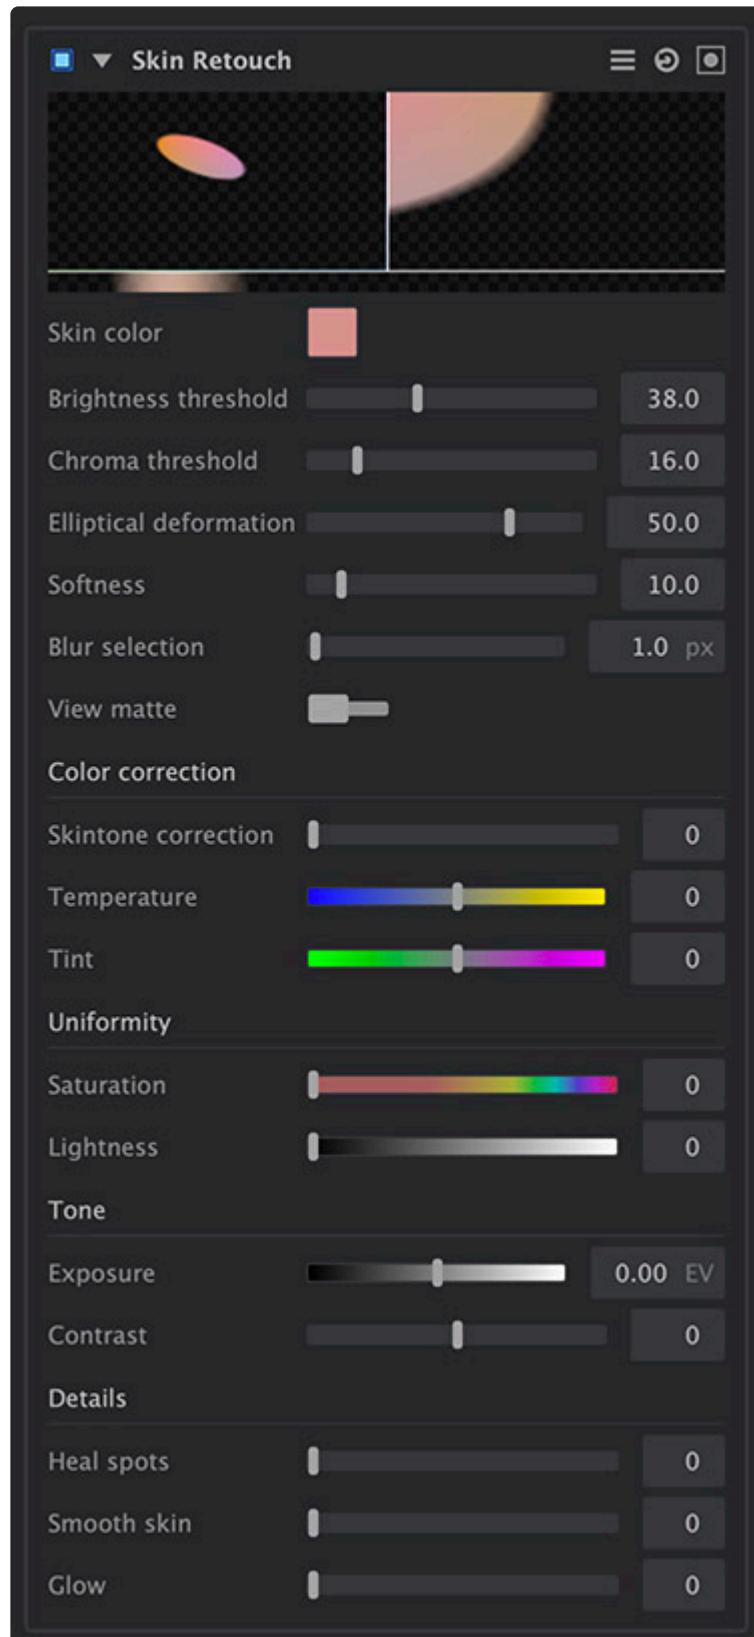 Skin Retouch
Skin color
Brightness threshold 38.0
Chroma threshold 16.0
Elliptical deformation 50.0
Softness 10.0
Blur selection 1.0 px
View matte
Color correction
Skintone correction 0
Temperature 0
Tint 0
Uniformity
Saturation 0
Lightness 0
Tone
Exposure 0.00 EV
Contrast 0
Details
Heal spots 0
Smooth skin 0
Glow 0